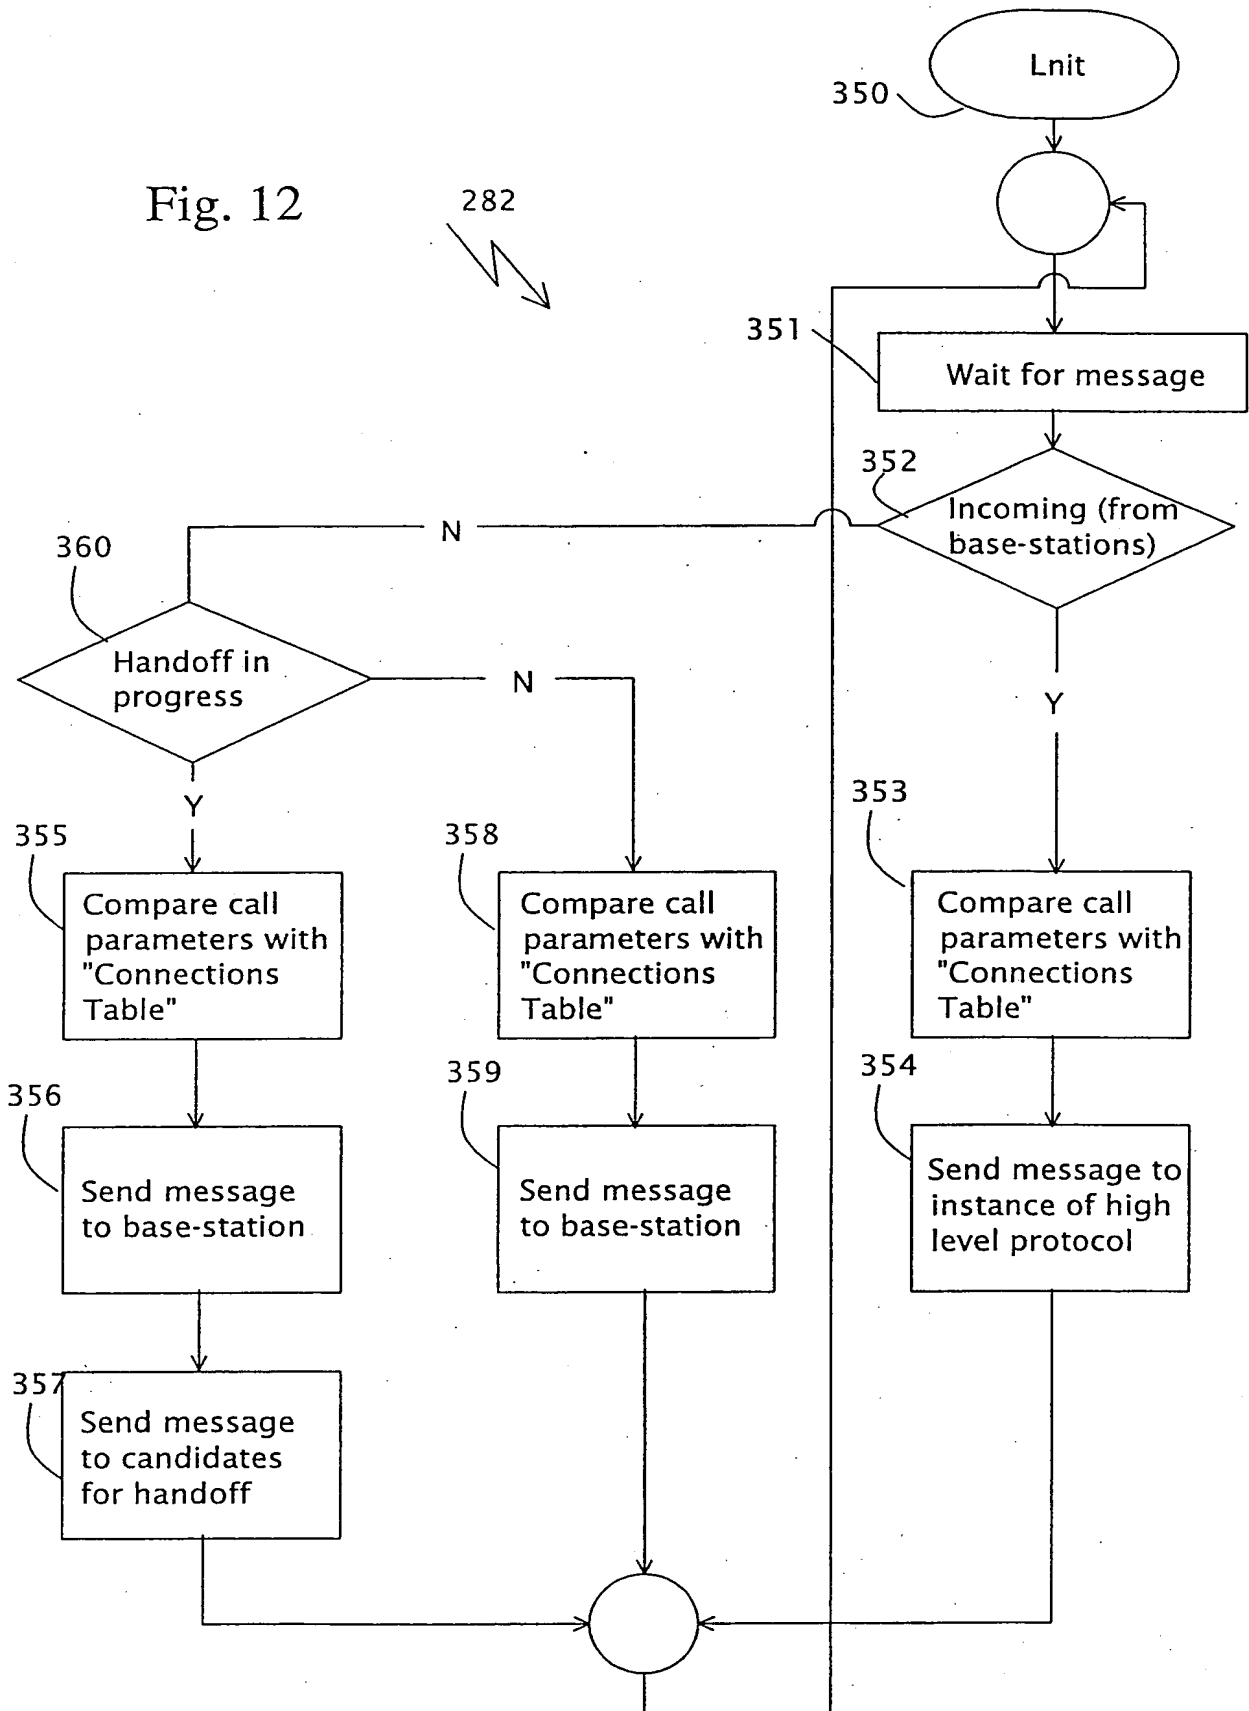 Lnit
350
Fig. 12
282
351
Wait for message
352
Incoming (from
base-stations)
N
360
Handoff in
progress
N
Y
Y
353
355
358
Compare call
parameters with
"Connections
Table"
Compare call
parameters with
"Connections
Table"
Compare call
parameters with
"Connections
Table"
354
359
356
Send message
to base-station
Send message
to base-station
Send message to
instance of high
level protocol
357
Send message
to candidates
for handoff